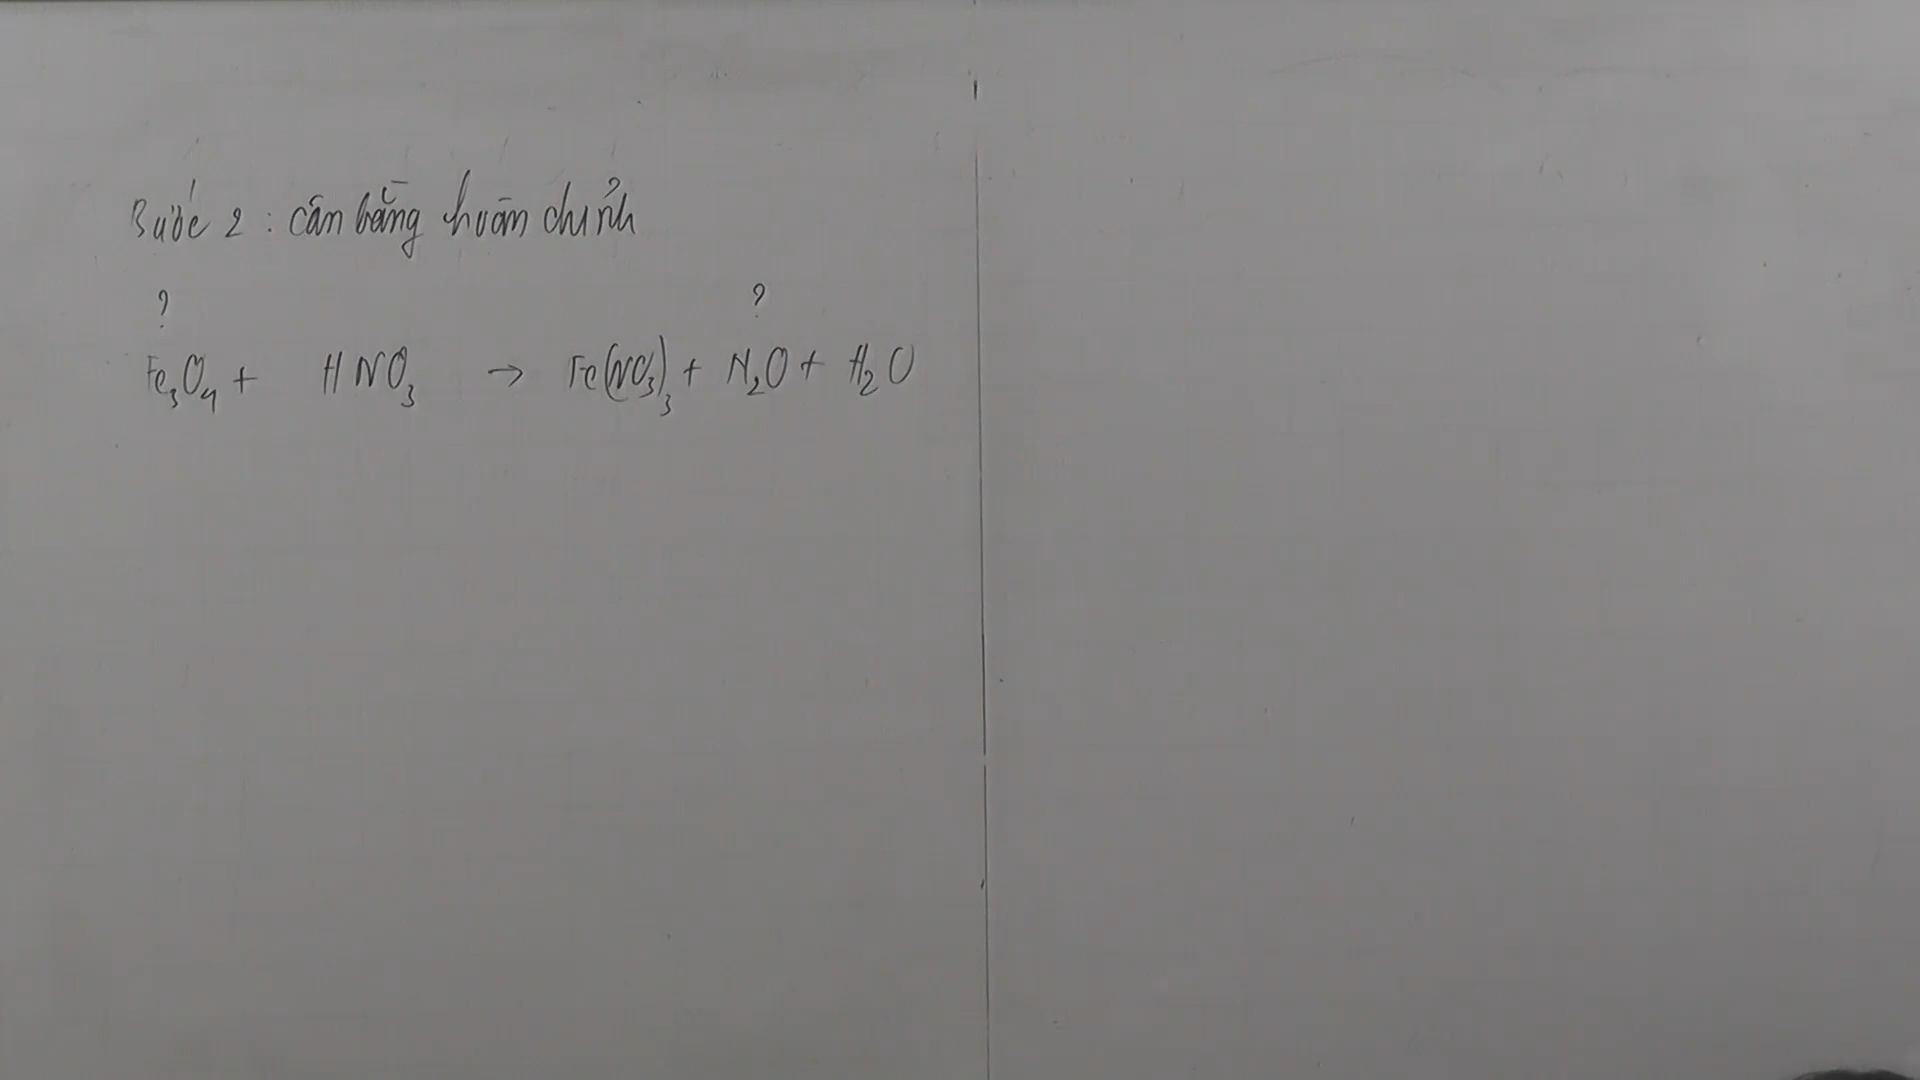 Bước 2 : cân bằng hoàn chỉnh
? ?
Fe₃O₄ + HNO₃ → Fe(NO₃)₃ + N₂O + H₂O